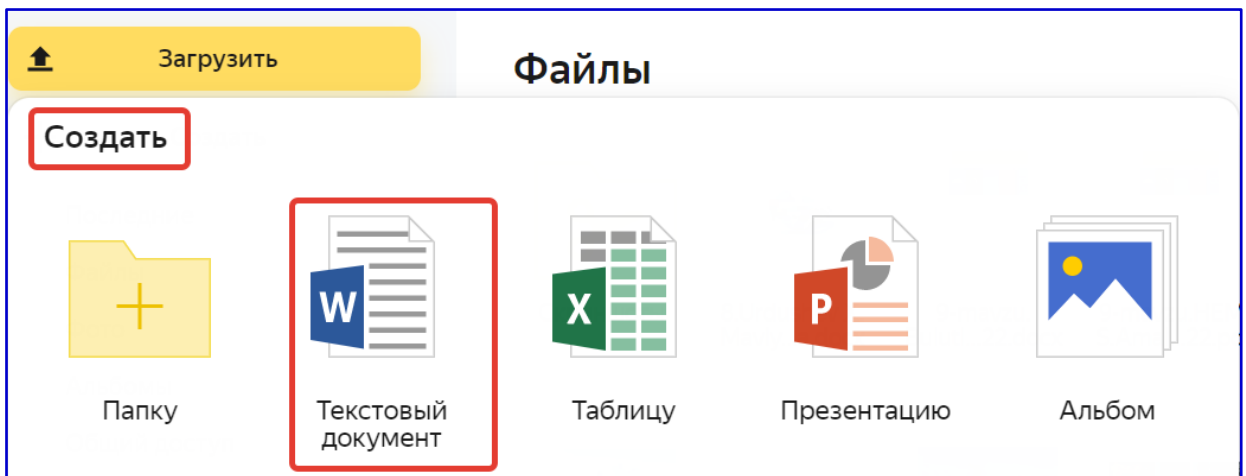 Загрузить
Файлы
Создать
W
X
P
Папку
Текстовый
документ
Таблицу
Презентацию
Альбом